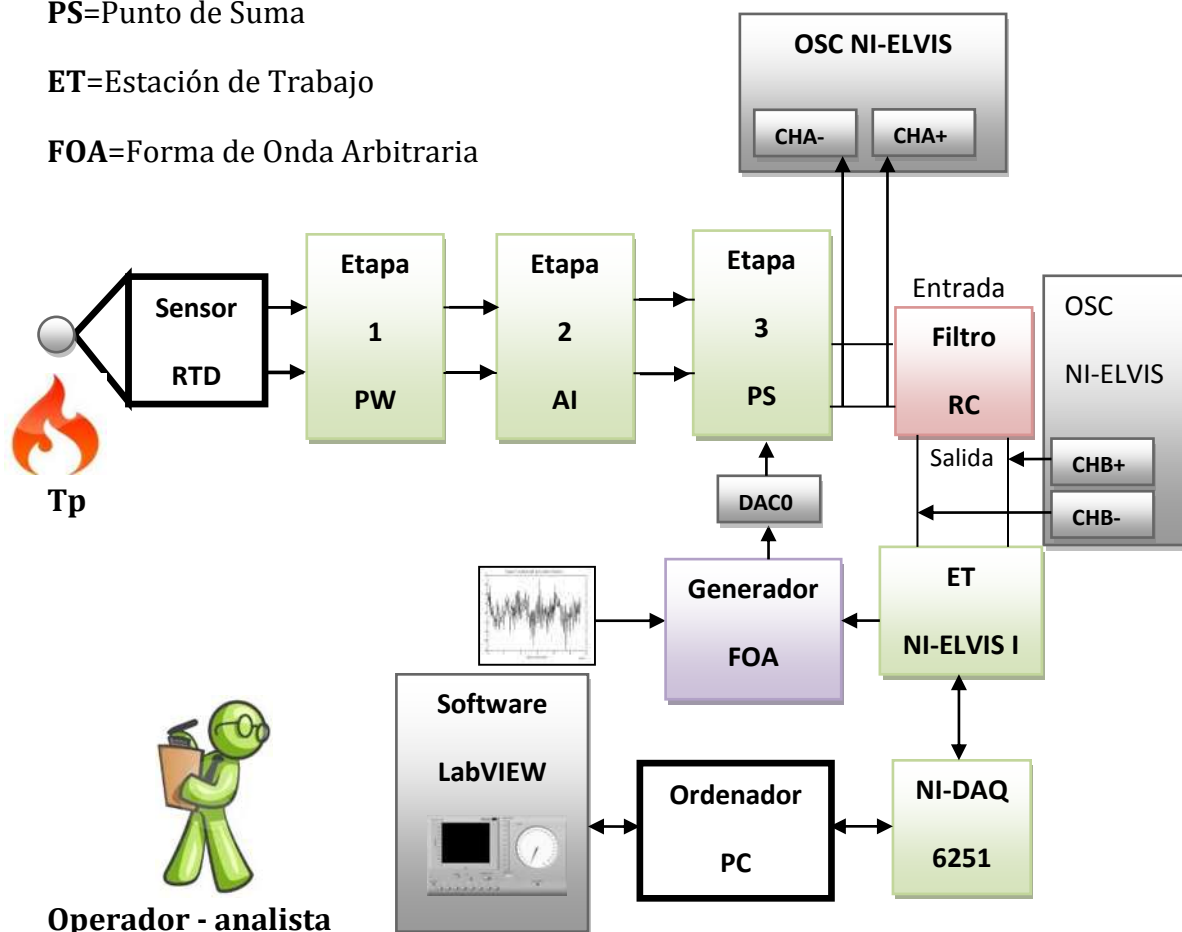 PS=Punto de Suma
ET=Estación de Trabajo
FOA=Forma de Onda Arbitraria
OSC NI-ELVIS
CHA-
CHA+
Sensor
RTD
Etapa
1
PW
Etapa
2
AI
Etapa
3
PS
Entrada
Filtro
RC
Salida
OSC
NI-ELVIS
CHB+
CHB-
Tp
DAC0
Generador
FOA
ET
NI-ELVIS I
Software
LabVIEW
Ordenador
PC
NI-DAQ
6251
Operador - analista